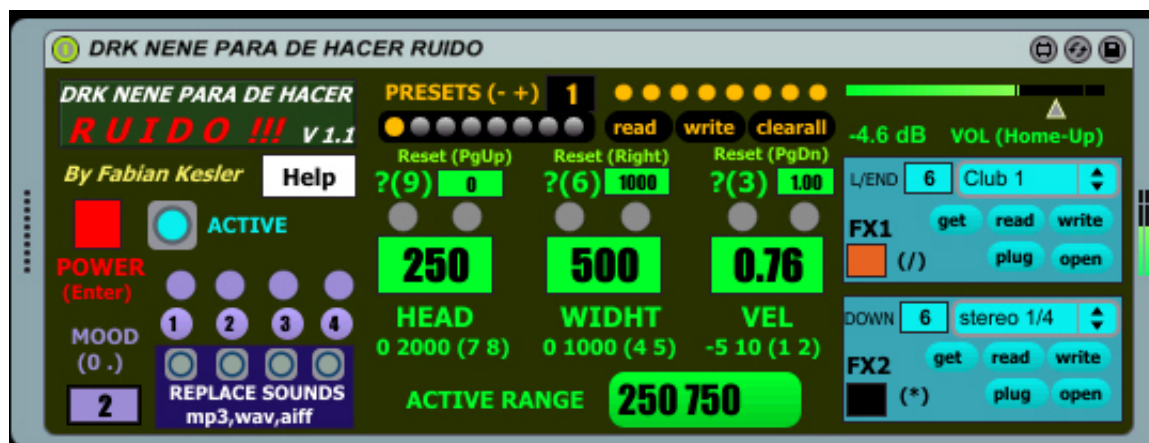 DRK NENE PARA DE HACER RUIDO
DRK NENE PARA DE HACER
RUIDO !!! V 1.1
By Fabian Kesler
Help
ACTIVE
POWER
(Enter)
MOOD
(0 .)
2
1 2 3 4
REPLACE SOUNDS
mp3,wav,aiff
PRESETS (- +) 1
read write clearall
Reset (PgUp) Reset (Right) Reset (PgDn)
?(9) 0 ?(6) 1000 ?(3) 1.00
250 500 0.76
HEAD WIDHT VEL
0 2000 (7 8) 0 1000 (4 5) -5 10 (1 2)
ACTIVE RANGE 250 750
-4.6 dB VOL (Home-Up)
L/END 6 Club 1
FX1 get read write
(/) plug open
DOWN 6 stereo 1/4
FX2 get read write
(*) plug open